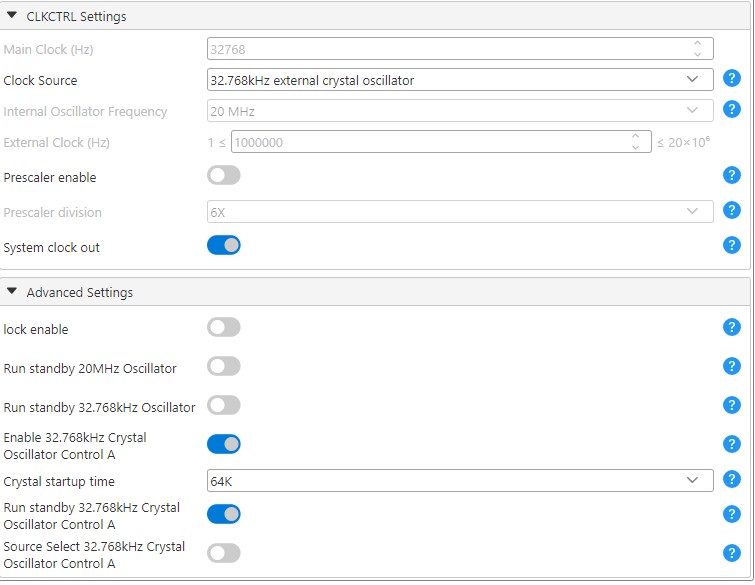 CLKCTRL Settings
Main Clock (Hz) 32768
Clock Source 32.768kHz external crystal oscillator ?
Internal Oscillator Frequency 20 MHz ?
External Clock (Hz) 1 ≤ 1000000 ≤ 20×10⁶
Prescaler enable ?
Prescaler division 6X ?
System clock out ?
Advanced Settings
lock enable ?
Run standby 20MHz Oscillator ?
Run standby 32.768kHz Oscillator ?
Enable 32.768kHz Crystal
Oscillator Control A ?
Crystal startup time 64K ?
Run standby 32.768kHz Crystal
Oscillator Control A ?
Source Select 32.768kHz Crystal
Oscillator Control A ?